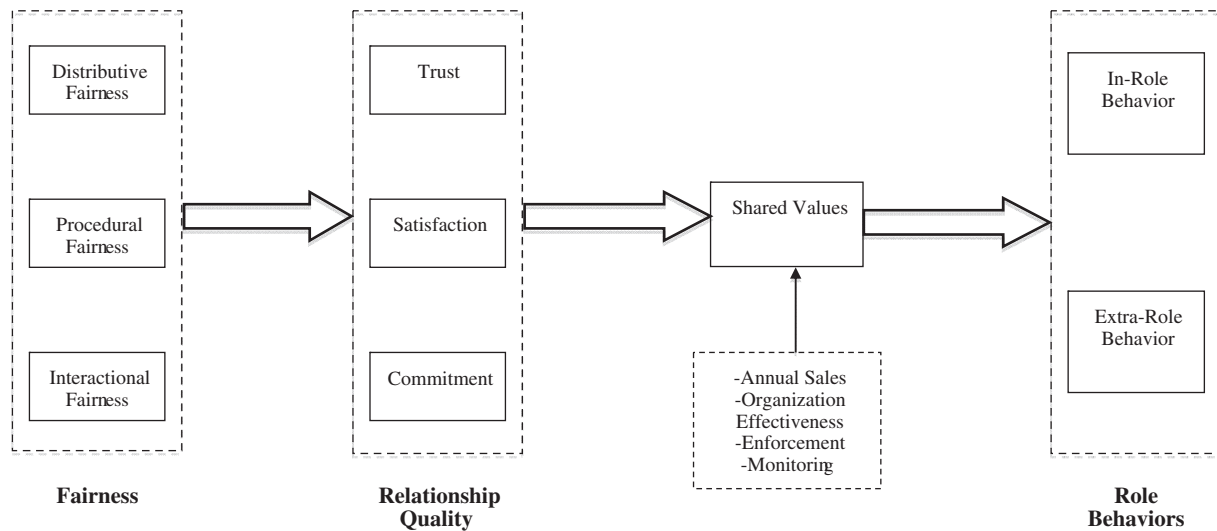 Distributive
Fairness
Procedural
Fairness
Interactional
Fairness
Fairness
Trust
Satisfaction
Commitment
Relationship
Quality
Shared Values
-Annual Sales
-Organization
Effectiveness
-Enforcement
-Monitoring
In-Role
Behavior
Extra-Role
Behavior
Role
Behaviors